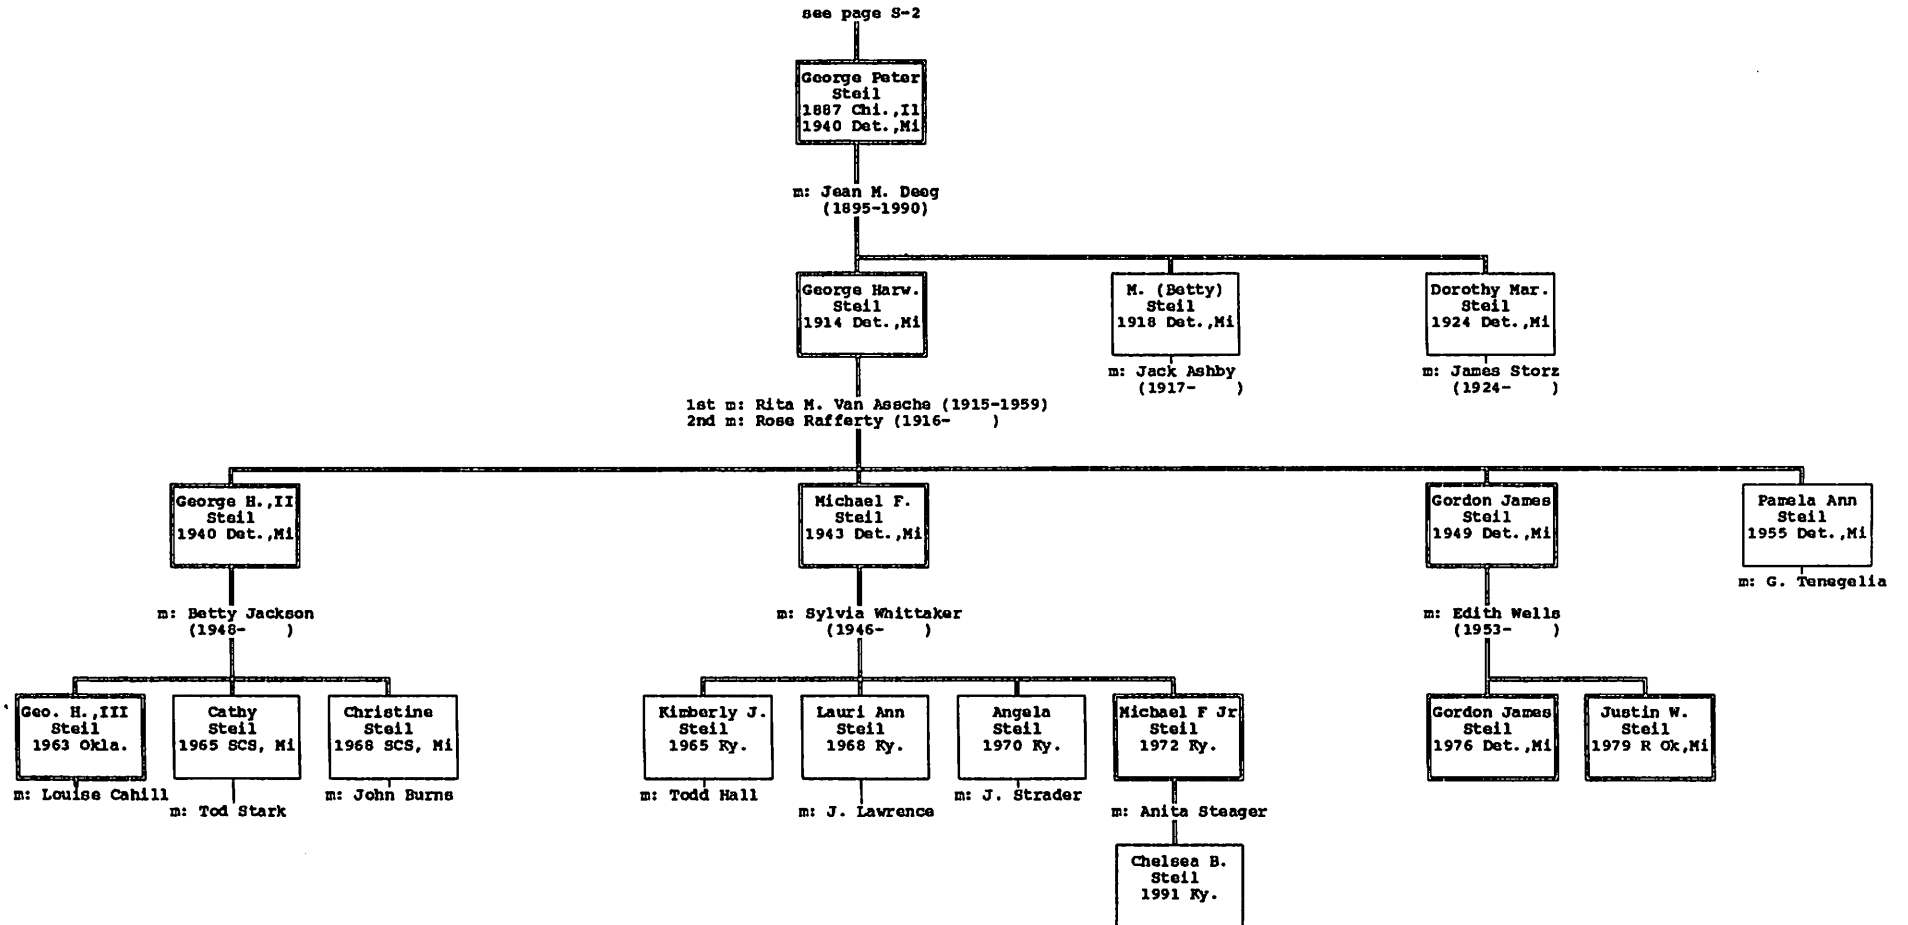 see page S-2
George Peter
Steil
1887 Chi.,Il
1940 Det.,Mi
m: Jean M. Deeg
(1895-1990)
George Harw.
Steil
1914 Det.,Mi
M. (Betty)
Steil
1918 Det.,Mi
Dorothy Mar.
Steil
1924 Det.,Mi
m: Jack Ashby
(1917- )
m: James Storz
(1924- )
1st m: Rita M. Van Assche (1915-1959)
2nd m: Rose Rafferty (1916- )
George H.,II
Steil
1940 Det.,Mi
Michael F.
Steil
1943 Det.,Mi
Gordon James
Steil
1949 Det.,Mi
Pamela Ann
Steil
1955 Det.,Mi
m: G. Tenegelia
m: Betty Jackson
(1948- )
m: Sylvia Whittaker
(1946- )
m: Edith Wells
(1953- )
Geo. H.,III
Steil
1963 Okla.
Cathy
Steil
1965 SCS, Mi
Christine
Steil
1968 SCS, Mi
Kimberly J.
Steil
1965 Ky.
Lauri Ann
Steil
1968 Ky.
Angela
Steil
1970 Ky.
Michael F Jr
Steil
1972 Ky.
Gordon James
Steil
1976 Det.,Mi
Justin W.
Steil
1979 R Ok,Mi
m: Louise Cahill
m: Tod Stark
m: John Burns
m: Todd Hall
m: J. Lawrence
m: J. Strader
m: Anita Steager
Chelsea B.
Steil
1991 Ky.